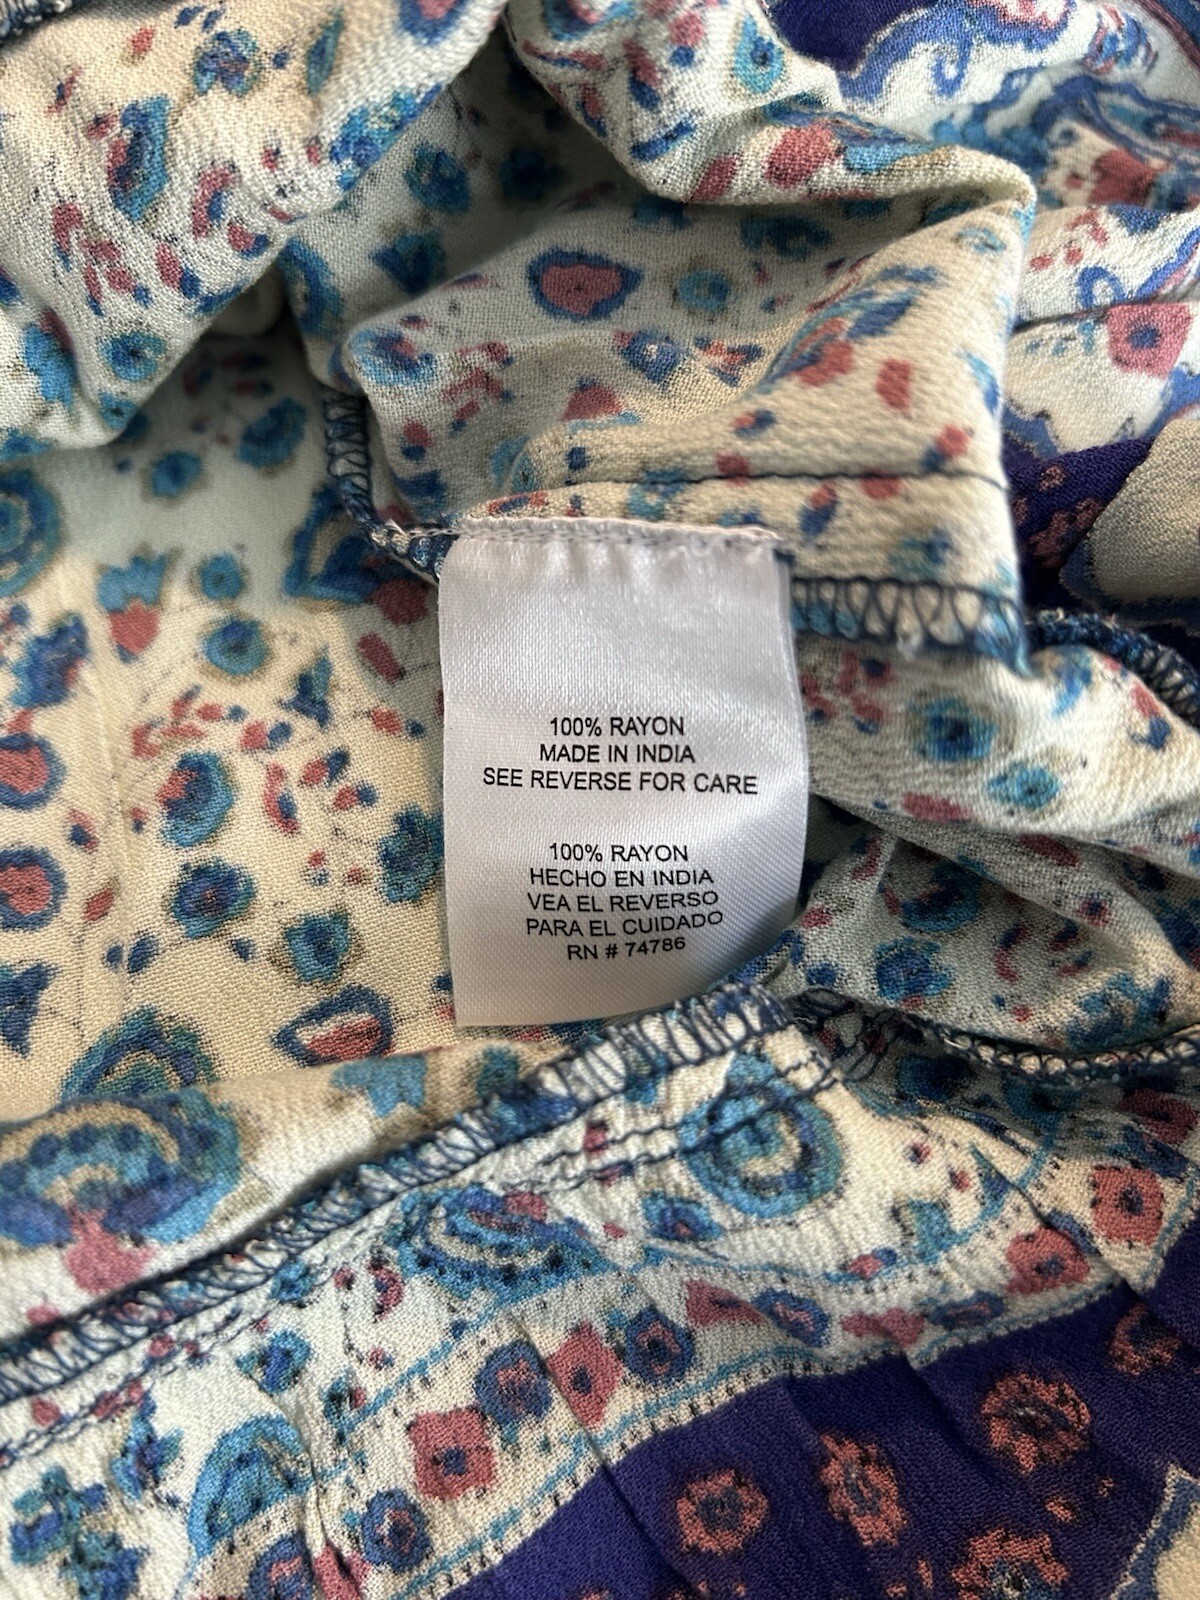 100% RAYON
MADE IN INDIA
SEE REVERSE FOR CARE
100% RAYON
HECHO EN INDIA
VEA EL REVERSO
PARA EL CUIDADO
RN # 74786